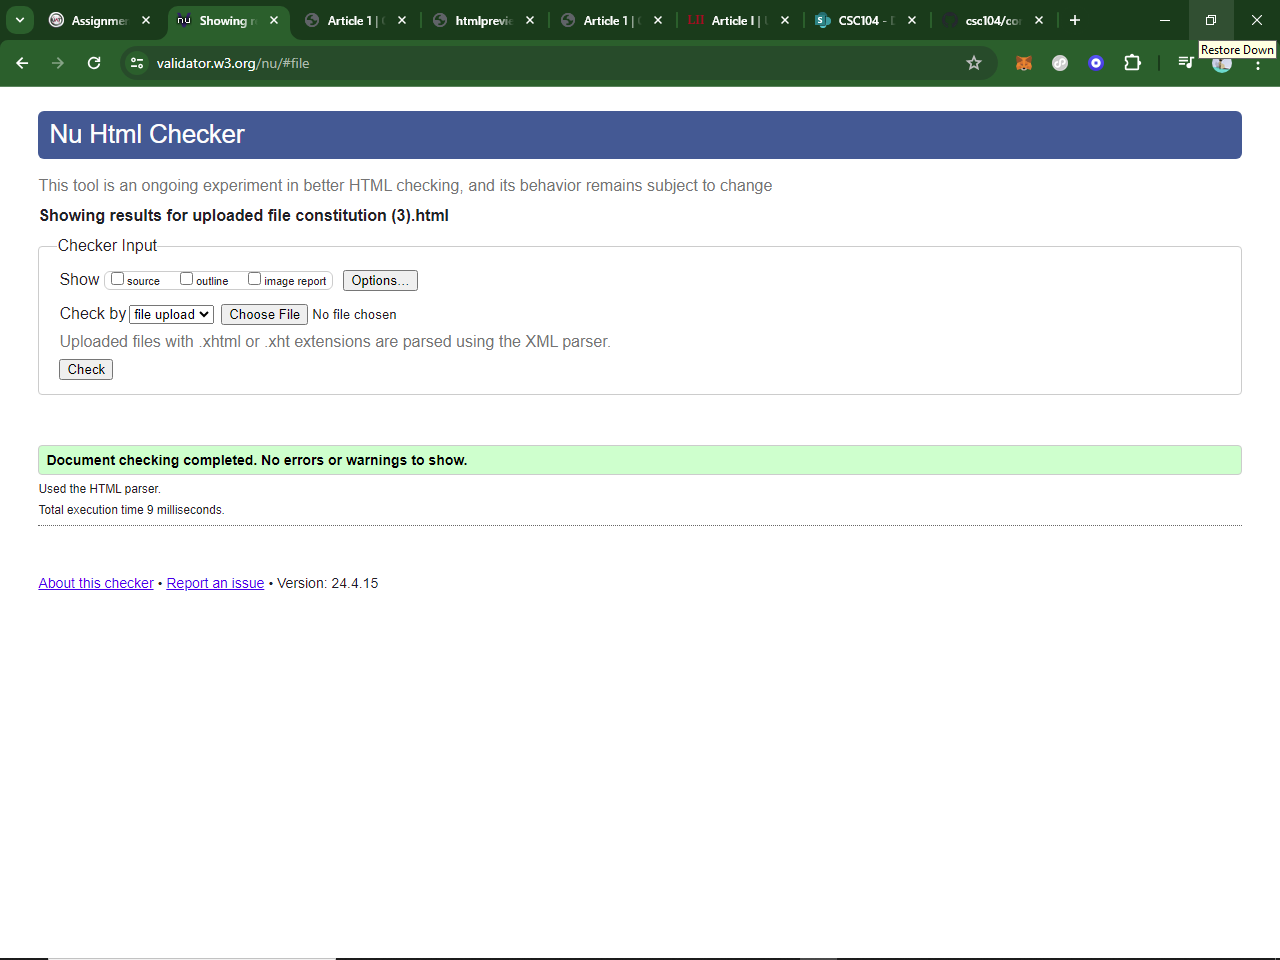 Assignmer
Showing r
Article 1 | C
htmlprevie
Article 1 | C
Article I | U
CSC104 - D
csc104/co
validator.w3.org/nu/#file
Restore Down
Nu Html Checker
This tool is an ongoing experiment in better HTML checking, and its behavior remains subject to change
Showing results for uploaded file constitution (3).html
Checker Input
Show source outline image report Options...
Check by file upload Choose File No file chosen
Uploaded files with .xhtml or .xht extensions are parsed using the XML parser.
Check
Document checking completed. No errors or warnings to show.
Used the HTML parser.
Total execution time 9 milliseconds.
About this checker • Report an issue • Version: 24.4.15